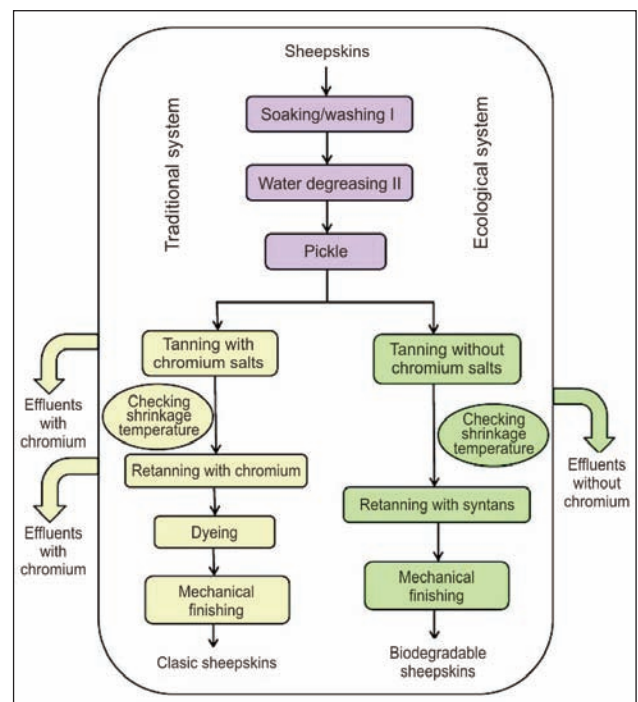 Sheepskins
Soaking/washing I
Water degreasing II
Pickle
Traditional system
Ecological system
Tanning with
chromium salts
Checking
shrinkage
temperature
Retanning with chromium
Dyeing
Mechanical
finishing
Clasic sheepskins
Effluents
with
chromium
Effluents
with
chromium
Tanning without
chromium salts
Checking
shrinkage
temperature
Retanning with syntans
Mechanical
finishing
Biodegradable
sheepskins
Effluents
without
chromium